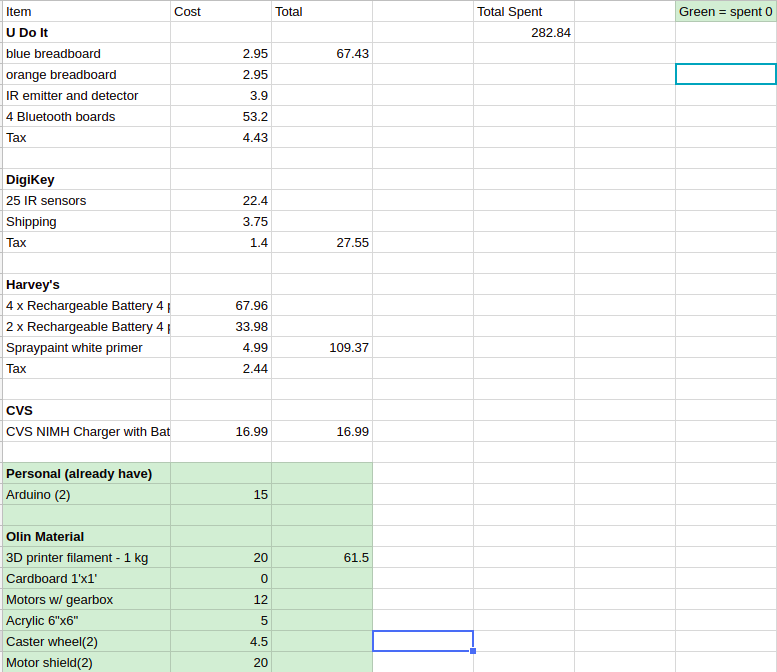 Item Cost Total Total Spent Green = spent 0
U Do It 282.84
blue breadboard 2.95 67.43
orange breadboard 2.95
IR emitter and detector 3.9
4 Bluetooth boards 53.2
Tax 4.43
DigiKey
25 IR sensors 22.4
Shipping 3.75
Tax 1.4 27.55
Harvey's
4 x Rechargeable Battery 4 p 67.96
2 x Rechargeable Battery 4 p 33.98
Spraypaint white primer 4.99 109.37
Tax 2.44
CVS
CVS NIMH Charger with Bat 16.99 16.99
Personal (already have)
Arduino (2) 15
Olin Material
3D printer filament - 1 kg 20 61.5
Cardboard 1'x1' 0
Motors w/ gearbox 12
Acrylic 6"x6" 5
Caster wheel(2) 4.5
Motor shield(2) 20